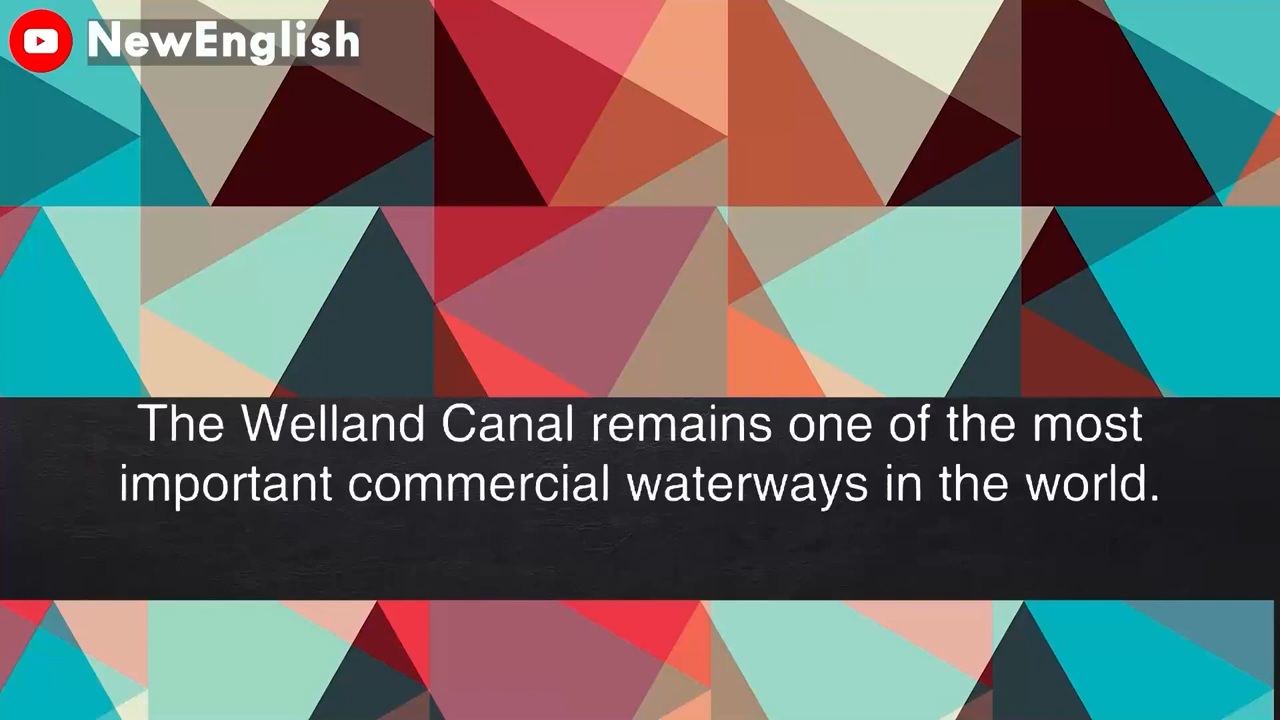 NewEnglish
The Welland Canal remains one of the most
important commercial waterways in the world.